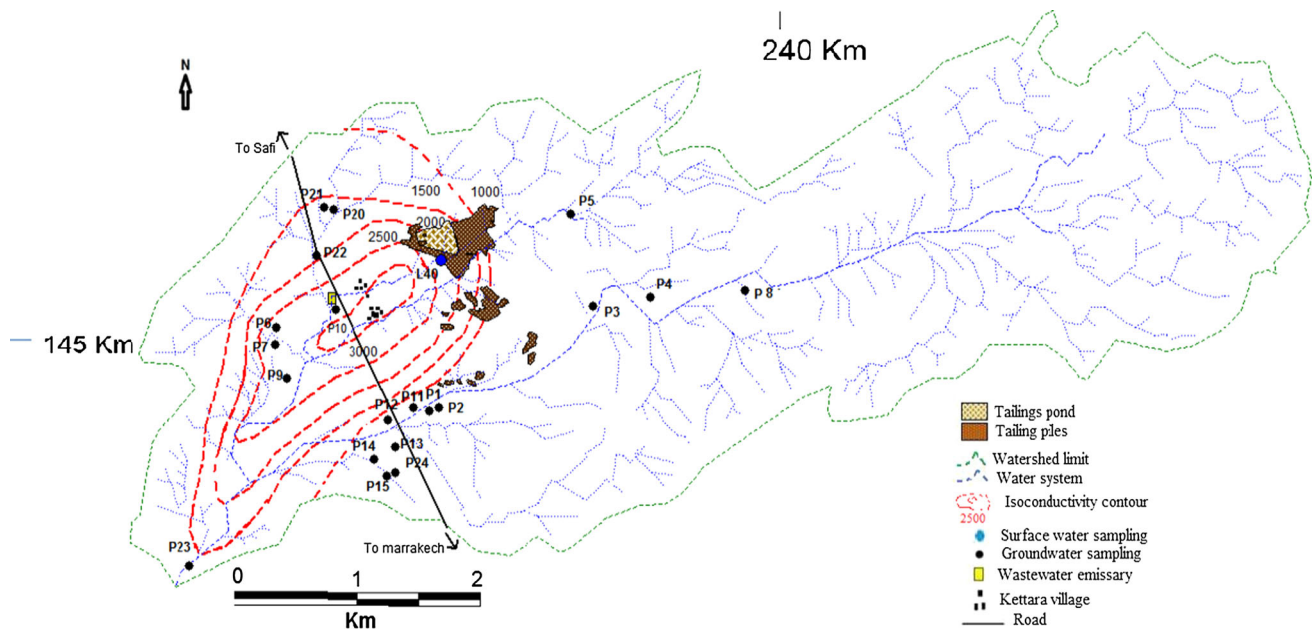 240 Km
N
To Safi
P21
P20
1500
1000
2000
2500
P5
P22
L40
P10
P4
P 8
P3
P6
P7
145 Km
3000
P9
P12
P11
P1
P2
P13
P14
P24
P15
P23
To marrakech
0
1
2
Km
Tailings pond
Tailing ples
Watershed limit
Water system
Isoconductivity contour
2500
Surface water sampling
Groundwater sampling
Wastewater emissary
Kettara village
Road